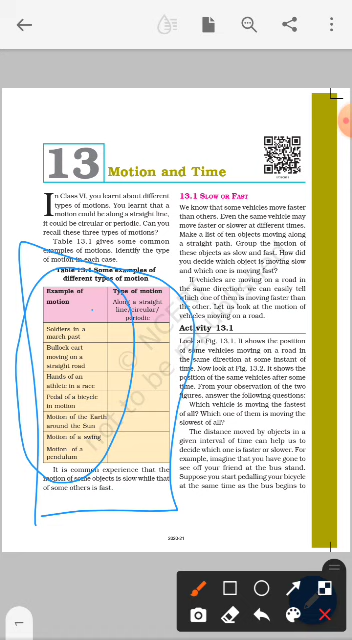 13
Motion and Time
In Class VI, you learnt about different
types of motions. You learnt that a
motion could be along a straight line,
it could be circular or periodic. Can you
recall these three types of motions?
Table 13.1 gives some common
examples of motions. Identify the type
of motion in each case.
Table 13.1 Some examples of
different types of motion
Example of
motion
Type of motion
Along a straight
line/circular/
periodic
Soldiers in a
march past
Bullock cart
moving on a
straight road
Hands of an
athlete in a race
Pedal of a bicycle
in motion
Motion of the Earth
around the Sun
Motion of a swing
Motion of a
pendulum
It is common experience that the
motion of some objects is slow while that
of some others is fast.
13.1 SLOW OR FAST
We know that some vehicles move faster
than others. Even the same vehicle may
move faster or slower at different times.
Make a list of ten objects moving along
a straight path. Group the motion of
these objects as slow and fast. How did
you decide which object is moving slow
and which one is moving fast?
If vehicles are moving on a road in
the same direction, we can easily tell
which one of them is moving faster than
the other. Let us look at the motion of
vehicles moving on a road.
Activity 13.1
Look at Fig. 13.1. It shows the position
of some vehicles moving on a road in
the same direction at some instant of
time. Now look at Fig. 13.2. It shows the
position of the same vehicles after some
time. From your observation of the two
figures, answer the following questions:
Which vehicle is moving the fastest
of all? Which one of them is moving the
slowest of all?
The distance moved by objects in a
given interval of time can help us to
decide which one is faster or slower. For
example, imagine that you have gone to
see off your friend at the bus stand.
Suppose you start pedalling your bicycle
at the same time as the bus begins to
2020-21
1